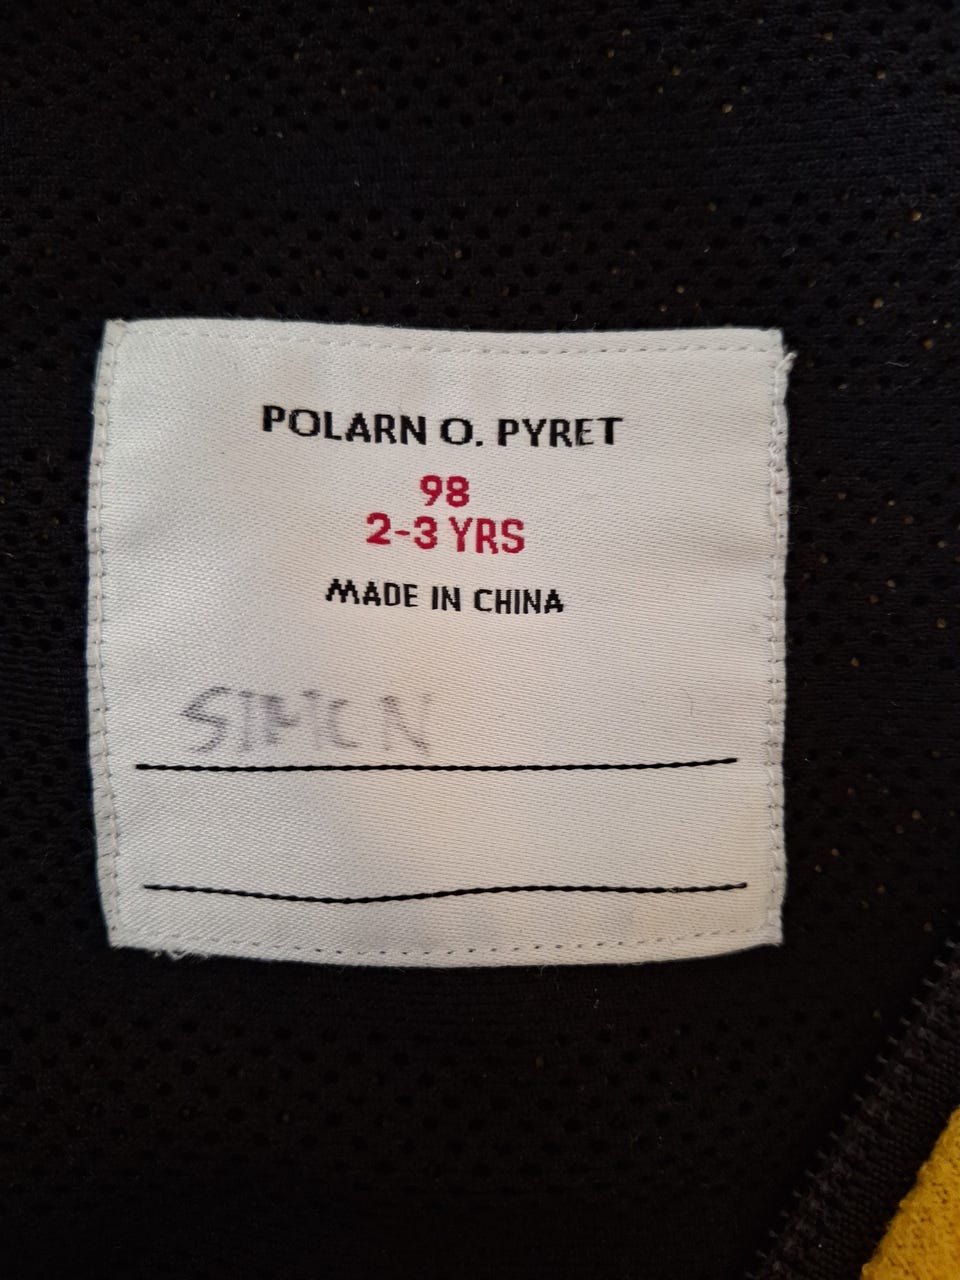 POLARN O. PYRET
98
2-3 YRS
MADE IN CHINA
SIMON